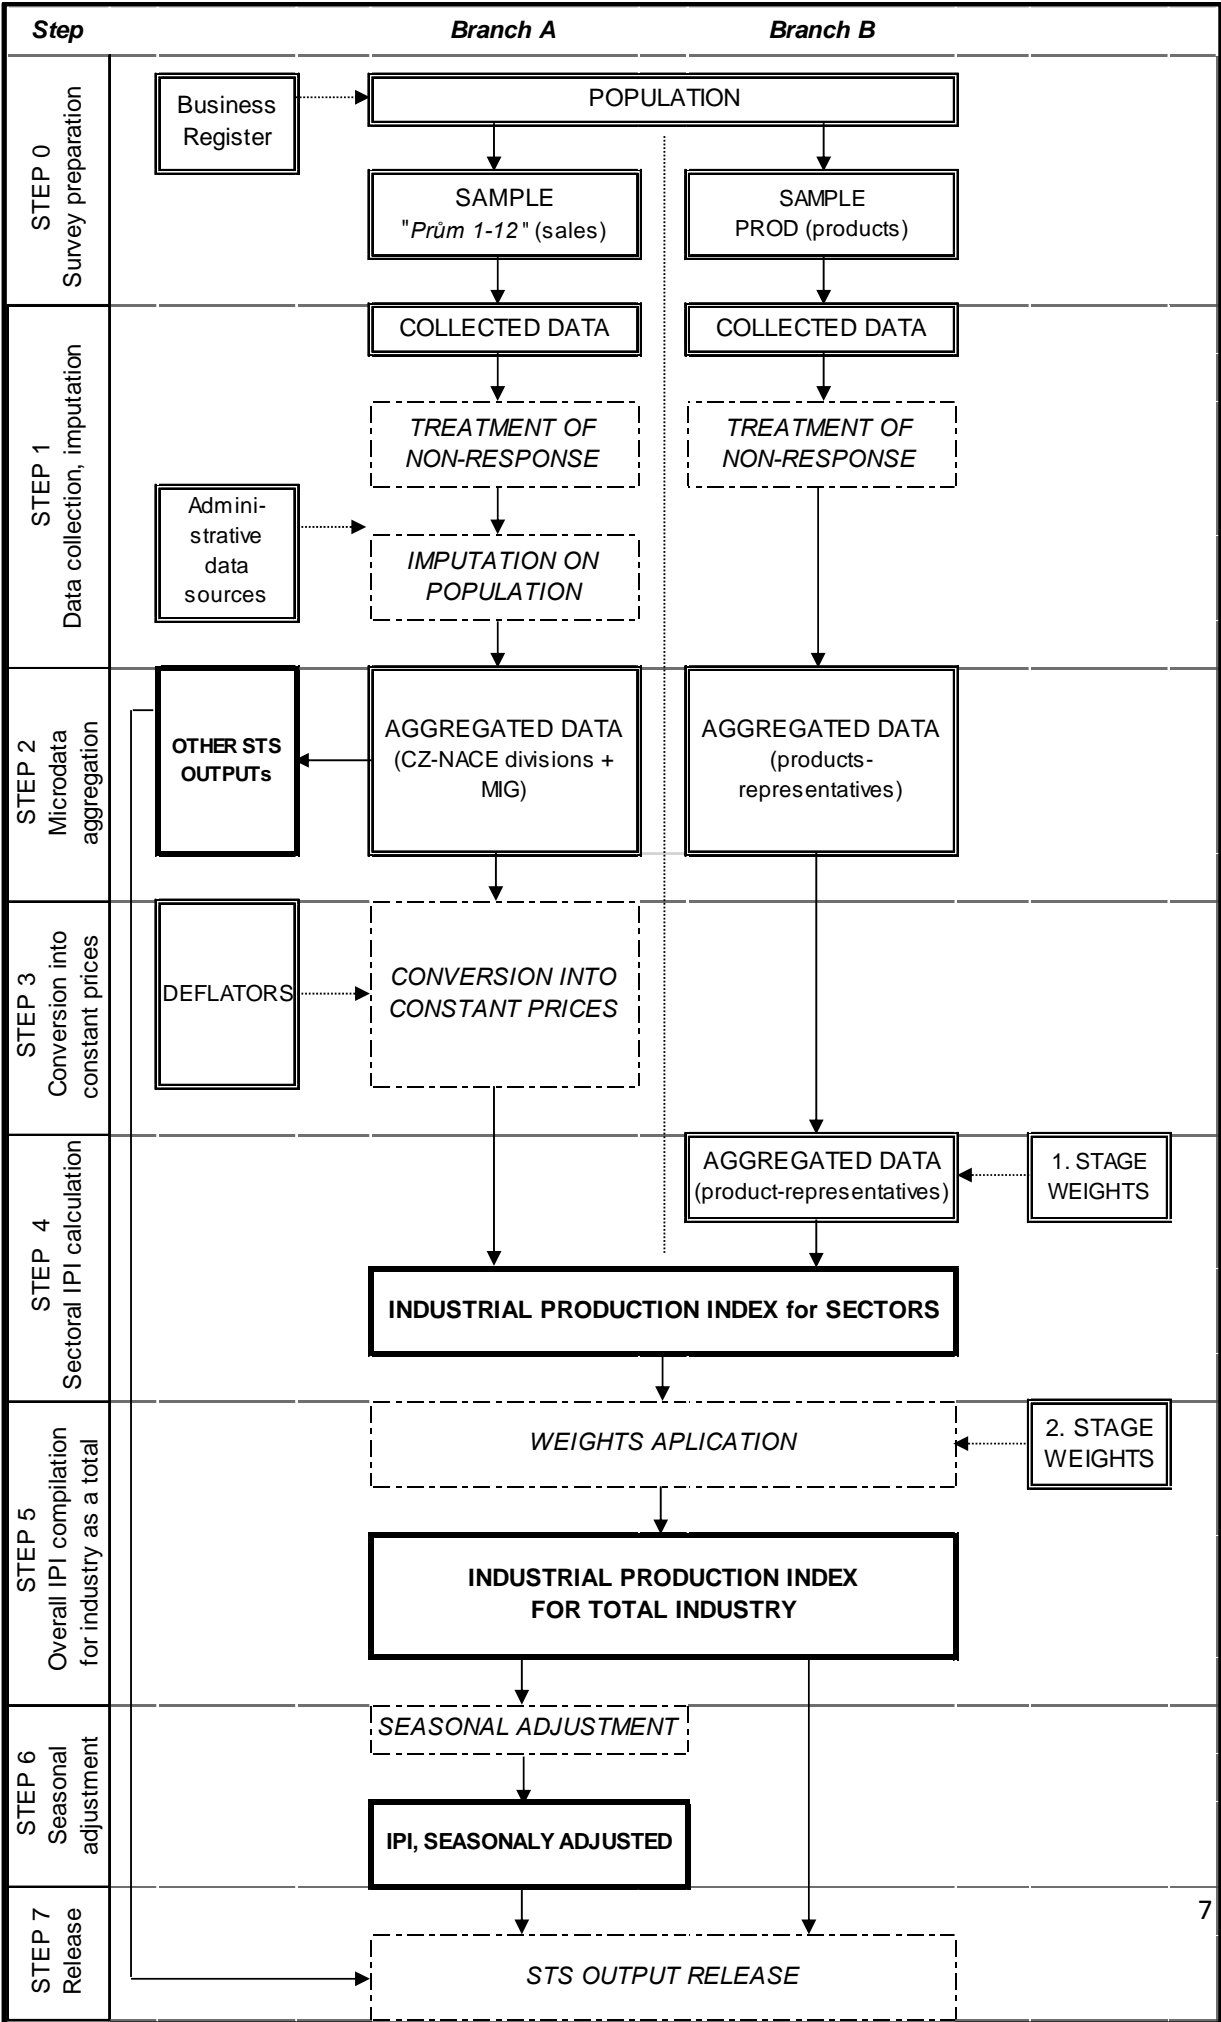 Step
Branch A
Branch B
STEP 0
Survey preparation
Business
Register
POPULATION
SAMPLE
"Prům 1-12" (sales)
SAMPLE
PROD (products)
STEP 1
Data collection, imputation
COLLECTED DATA
COLLECTED DATA
TREATMENT OF
NON-RESPONSE
TREATMENT OF
NON-RESPONSE
Admini-
strative
data
sources
IMPUTATION ON
POPULATION
STEP 2
Microdata
aggregation
OTHER STS
OUTPUTs
AGGREGATED DATA
(CZ-NACE divisions +
MIG)
AGGREGATED DATA
(products-
representatives)
STEP 3
Conversion into
constant prices
DEFLATORS
CONVERSION INTO
CONSTANT PRICES
STEP 4
Sectoral IPI calculation
AGGREGATED DATA
(product-representatives)
1. STAGE
WEIGHTS
INDUSTRIAL PRODUCTION INDEX for SECTORS
STEP 5
Overall IPI compilation
for industry as a total
WEIGHTS APLICATION
2. STAGE
WEIGHTS
INDUSTRIAL PRODUCTION INDEX
FOR TOTAL INDUSTRY
STEP 6
Seasonal
adjustment
SEASONAL ADJUSTMENT
IPI, SEASONALY ADJUSTED
STEP 7
Release
STS OUTPUT RELEASE
7